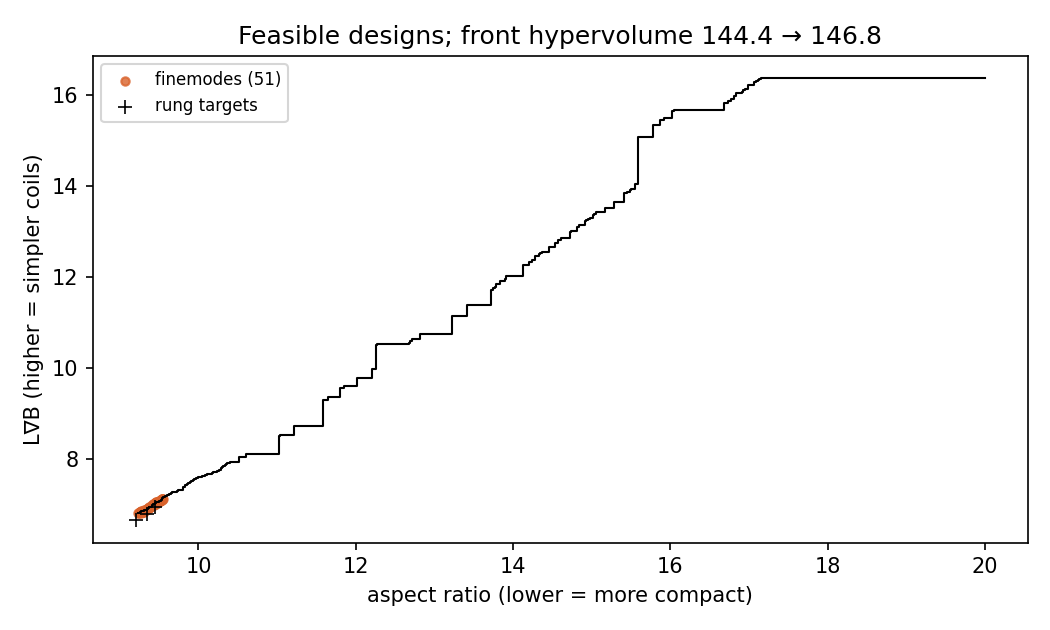 Feasible designs; front hypervolume 144.4 → 146.8
finemodes (51)
rung targets
L∇B (higher = simpler coils)
16
14
12
10
8
10 12 14 16 18 20
aspect ratio (lower = more compact)